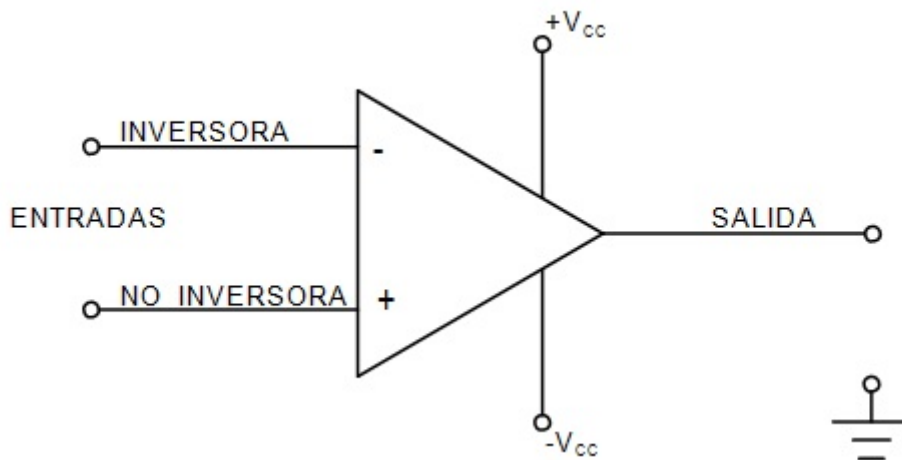 +Vcc
INVERSORA
-
ENTRADAS
SALIDA
NO INVERSORA
+
-Vcc